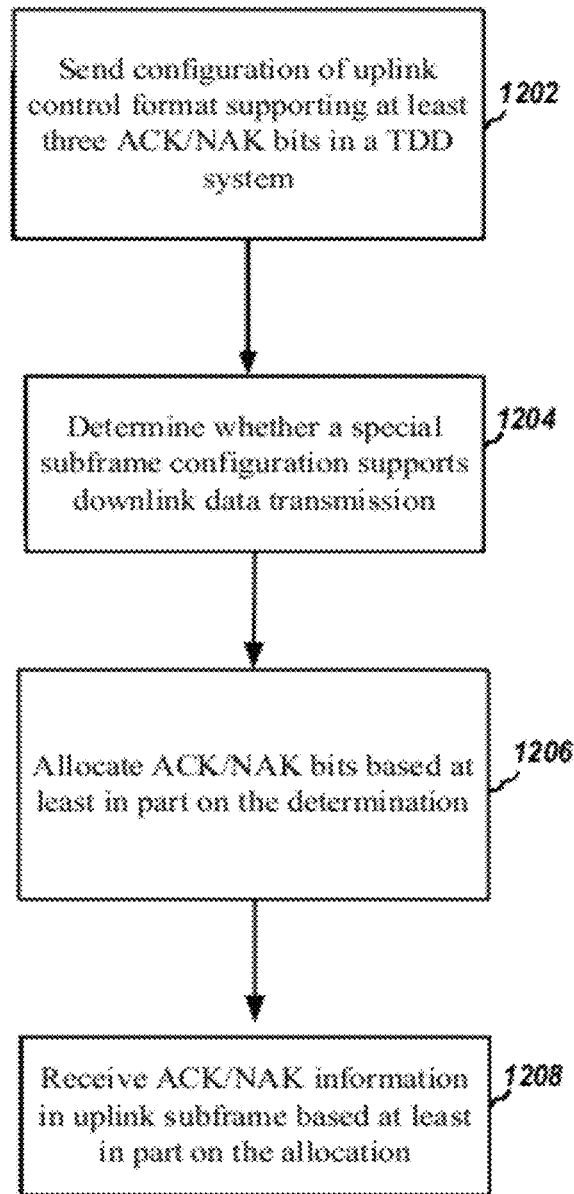 Send configuration of uplink
control format supporting at least
three ACK/NAK bits in a TDD
system
1202
Determine whether a special
subframe configuration supports
downlink data transmission
1204
Allocate ACK/NAK bits based at
least in part on the determination
1206
Receive ACK/NAK information
in uplink subframe based at least
in part on the allocation
1208